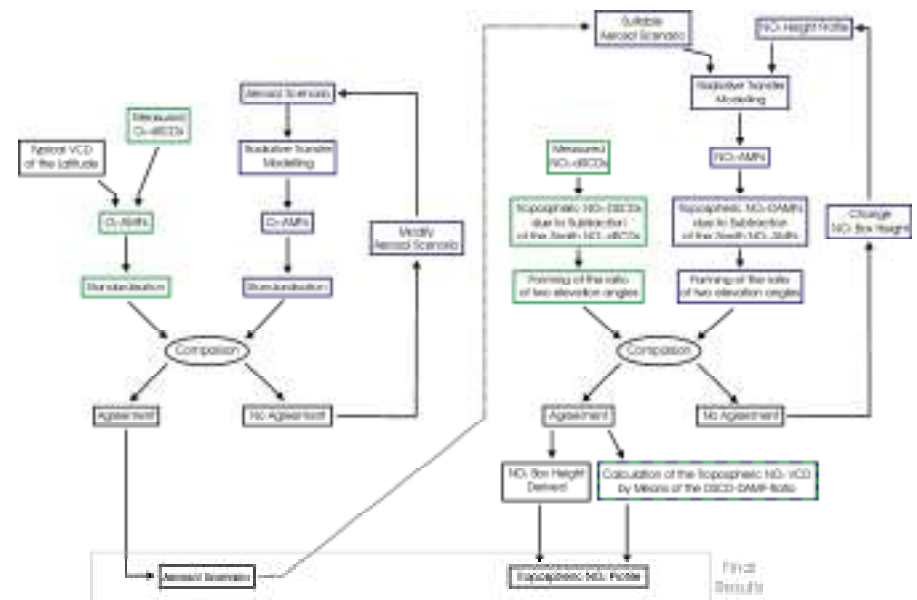 Typical VCD
of the Latitude
Measured
O₄-dSCDs
O₄-AMFs
Standardisation
Aerosol Scenario
Radiative Transfer
Modelling
O₄-AMFs
Standardisation
Modify
Aerosol Scenario
Comparison
Agreement
No Agreement
Aerosol Scenario
Suitable
Aerosol Scenario
NO₂ Height Profile
Radiative Transfer
Modelling
Measured
NO₂-dSCDs
NO₂-AMFs
Tropospheric NO₂-DSCDs
due to Subtraction
of the Zenith NO₂-dSCDs
Tropospheric NO₂-DAMFs
due to Subtraction
of the Zenith NO₂-AMFs
Change
NO₂ Box Height
Forming of the ratio
of two elevation angles
Forming of the ratio
of two elevation angles
Comparison
Agreement
No Agreement
NO₂ Box Height
Derived
Calculation of the Tropospheric NO₂ VCD
by Means of the DSCD-DAMF-Ratio
Tropospheric NO₂ Profile
Final
Results